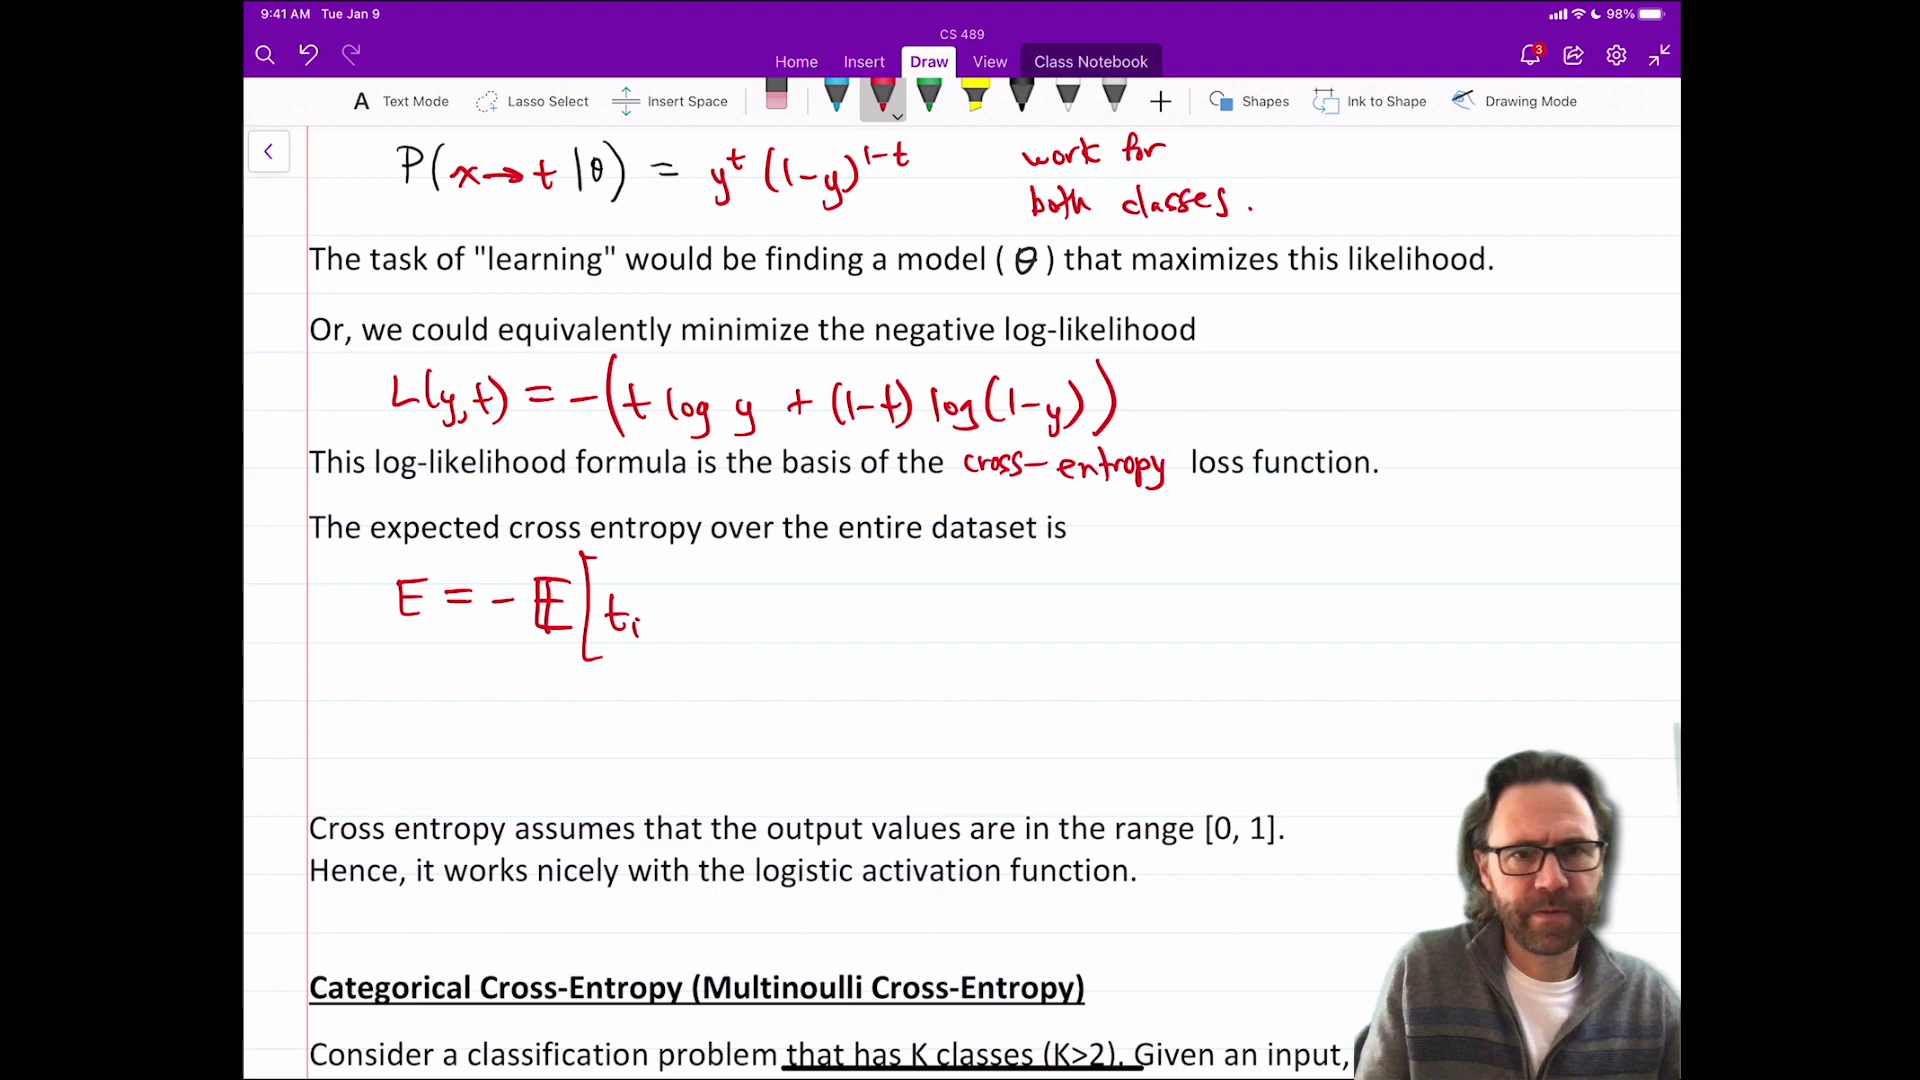 9:41 AM Tue Jan 9
98%
CS 489
Home Insert Draw View Class Notebook
3
A Text Mode Lasso Select Insert Space Shapes Ink to Shape Drawing Mode
P(x→t|θ) = y^t (1-y)^{1-t} work for
both classes.
The task of "learning" would be finding a model ( θ ) that maximizes this likelihood.
Or, we could equivalently minimize the negative log-likelihood
L(y,t) = -(t log y + (1-t) log(1-y))
This log-likelihood formula is the basis of the cross-entropy loss function.
The expected cross entropy over the entire dataset is
E = - 𝔼[t_i
Cross entropy assumes that the output values are in the range [0, 1].
Hence, it works nicely with the logistic activation function.
Categorical Cross-Entropy (Multinoulli Cross-Entropy)
Consider a classification problem that has K classes (K>2). Given an input,